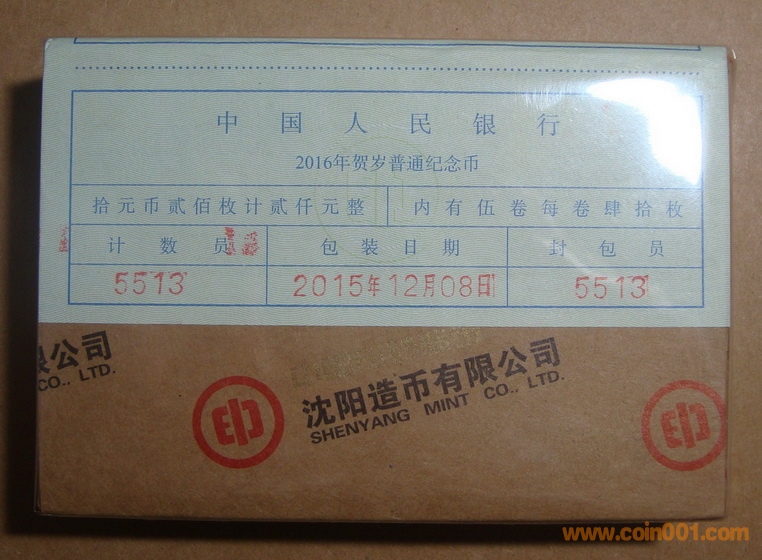 中国人民银行
2016年贺岁普通纪念币
拾元币贰佰枚计贰仟元整 内有伍卷每卷肆拾枚
计数员 包装日期 封包员
5513 2015年12月08日 5513
公司
CO., LTD.
沈阳造币有限公司
SHENYANG MINT CO., LTD.
www.coin001.com